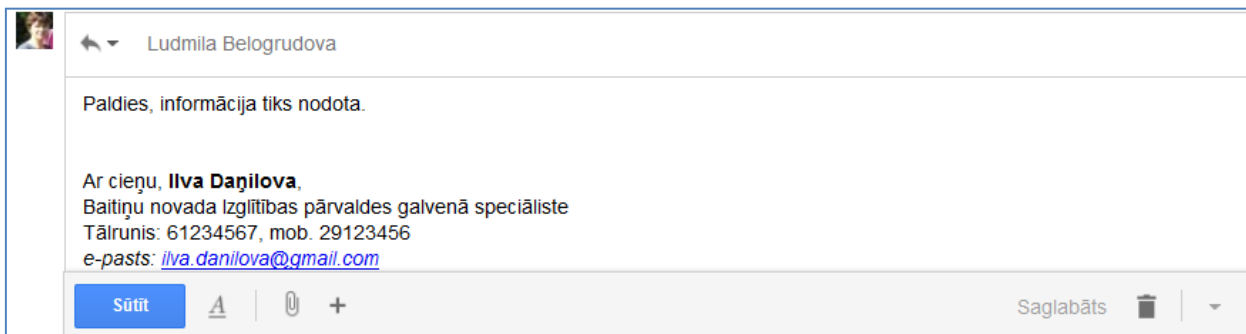 Ludmila Belogrudova
Paldies, informācija tiks nodota.
Ar cieņu, Ilva Daņilova,
Baitiņu novada Izglītības pārvaldes galvenā speciāliste
Tālrunis: 61234567, mob. 29123456
e-pasts: ilva.danilova@gmail.com
Sūtīt A + Saglabāts